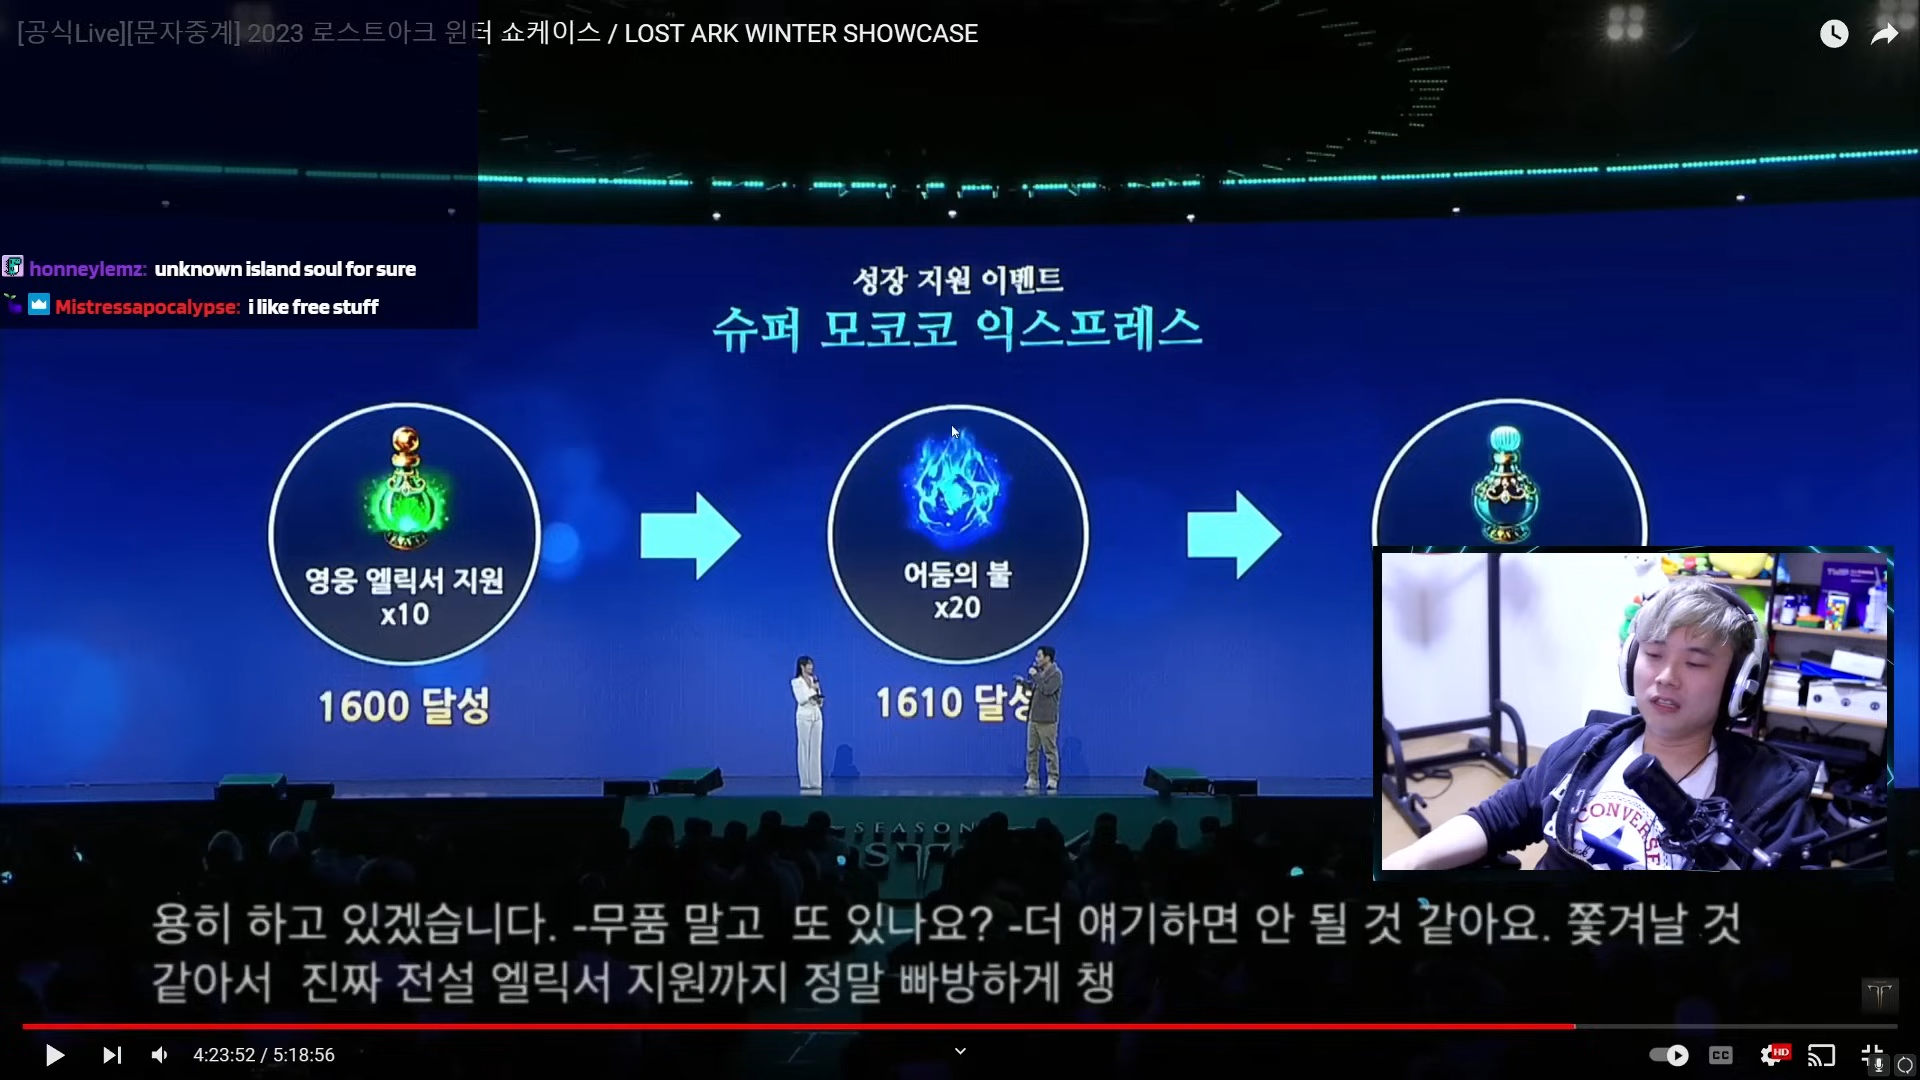 [공식Live][문자중계] 2023 로스트아크 윈터 쇼케이스 / LOST ARK WINTER SHOWCASE
honneylemz: unknown island soul for sure
Mistressapocalypse: i like free stuff
성장 지원 이벤트
슈퍼 모코코 익스프레스
영웅 엘릭서 지원
x10
어둠의 불
x20
1600 달성
1610 달성
CONVERSE
SEASON
용히 하고 있겠습니다. -무품 말고 또 있나요? -더 얘기하면 안 될 것 같아요. 쫓겨날 것
같아서 진짜 전설 엘릭서 지원까지 정말 빠방하게 챙
4:23:52 / 5:18:56
CC
HD